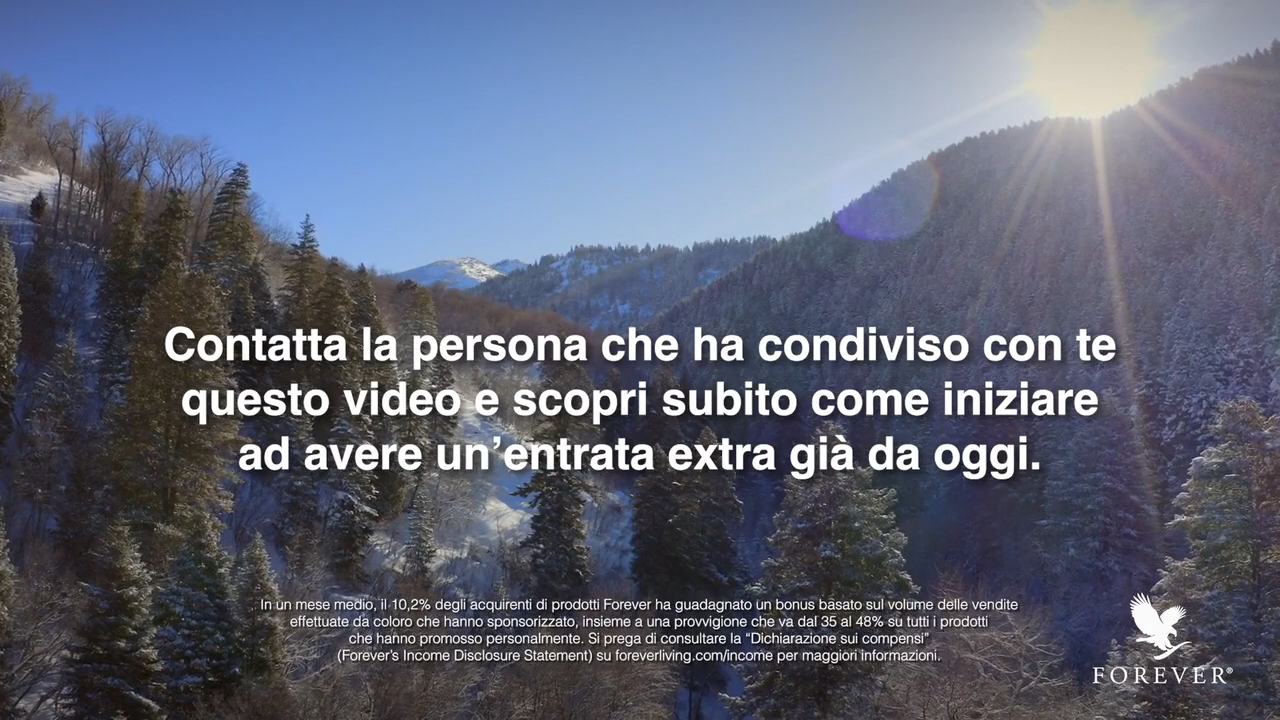 Contatta la persona che ha condiviso con te
questo video e scopri subito come iniziare
ad avere un’entrata extra già da oggi.
In un mese medio, il 10,2% degli acquirenti di prodotti Forever ha guadagnato un bonus basato sul volume delle vendite
effettuate da coloro che hanno sponsorizzato, insieme a una provvigione che va dal 35 al 48% su tutti i prodotti
che hanno promosso personalmente. Si prega di consultare la “Dichiarazione sui compensi”
(Forever’s Income Disclosure Statement) su foreverliving.com/income per maggiori informazioni.
FOREVER®